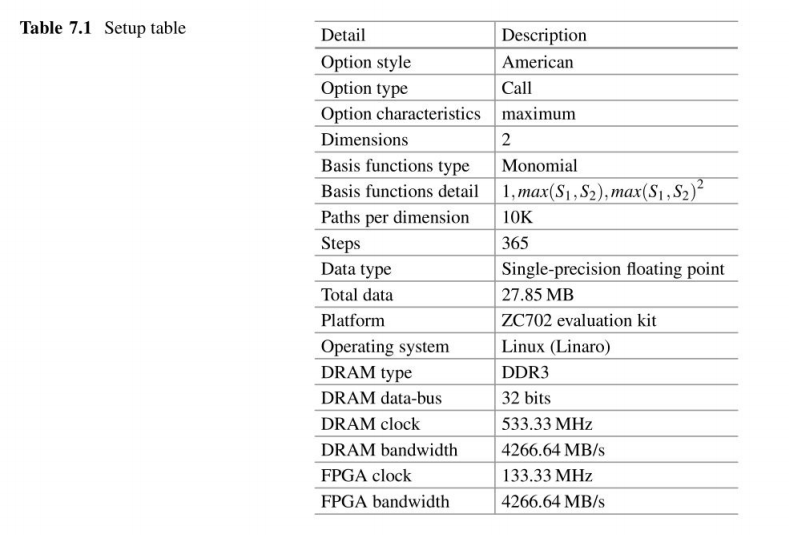 Table 7.1 Setup table
Detail Description
Option style American
Option type Call
Option characteristics maximum
Dimensions 2
Basis functions type Monomial
Basis functions detail 1,max(S₁,S₂),max(S₁,S₂)²
Paths per dimension 10K
Steps 365
Data type Single-precision floating point
Total data 27.85 MB
Platform ZC702 evaluation kit
Operating system Linux (Linaro)
DRAM type DDR3
DRAM data-bus 32 bits
DRAM clock 533.33 MHz
DRAM bandwidth 4266.64 MB/s
FPGA clock 133.33 MHz
FPGA bandwidth 4266.64 MB/s